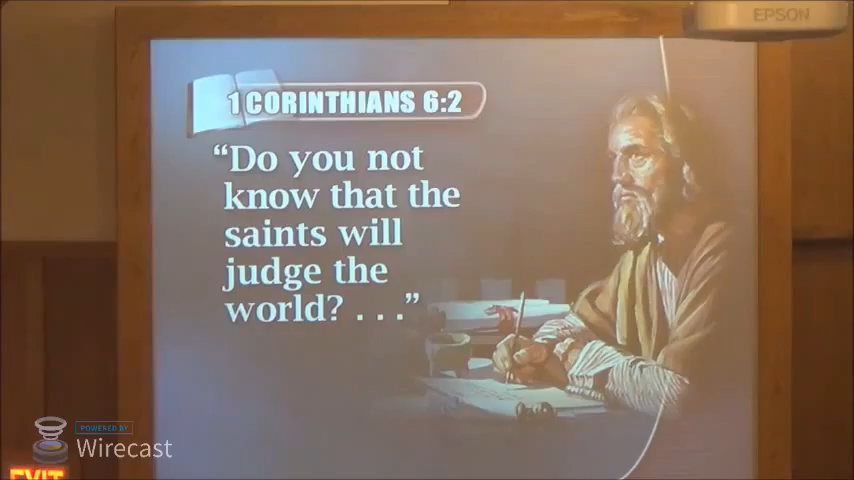 EPSON
1 CORINTHIANS 6:2
“Do you not
know that the
saints will
judge the
world? . . .”
POWERED BY
Wirecast
EXIT